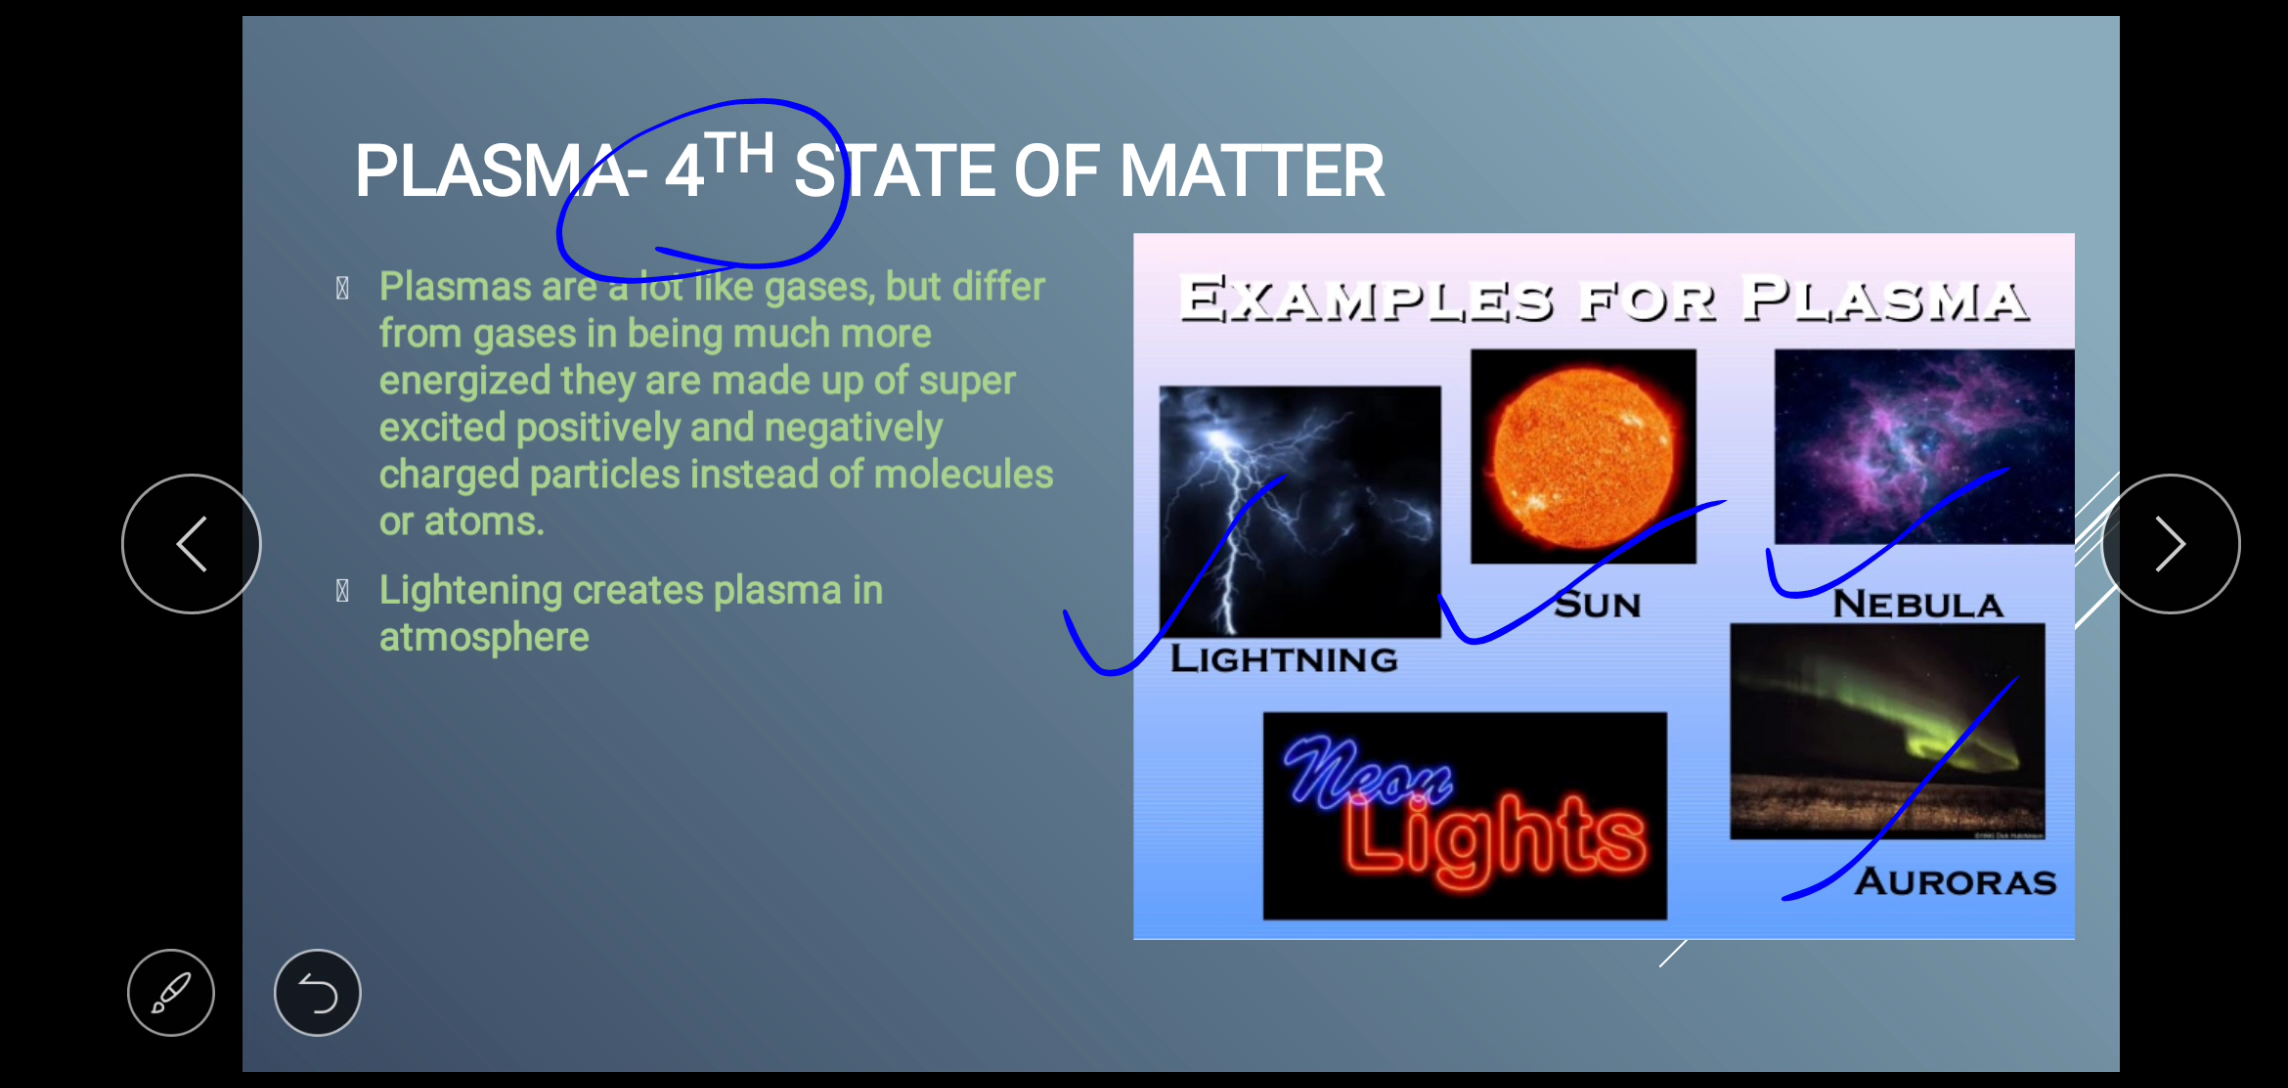 PLASMA- 4TH STATE OF MATTER
Plasmas are a lot like gases, but differ
from gases in being much more
energized they are made up of super
excited positively and negatively
charged particles instead of molecules
or atoms.
Lightening creates plasma in
atmosphere
EXAMPLES FOR PLASMA
LIGHTNING
SUN
NEBULA
Neon
Lights
AURORAS